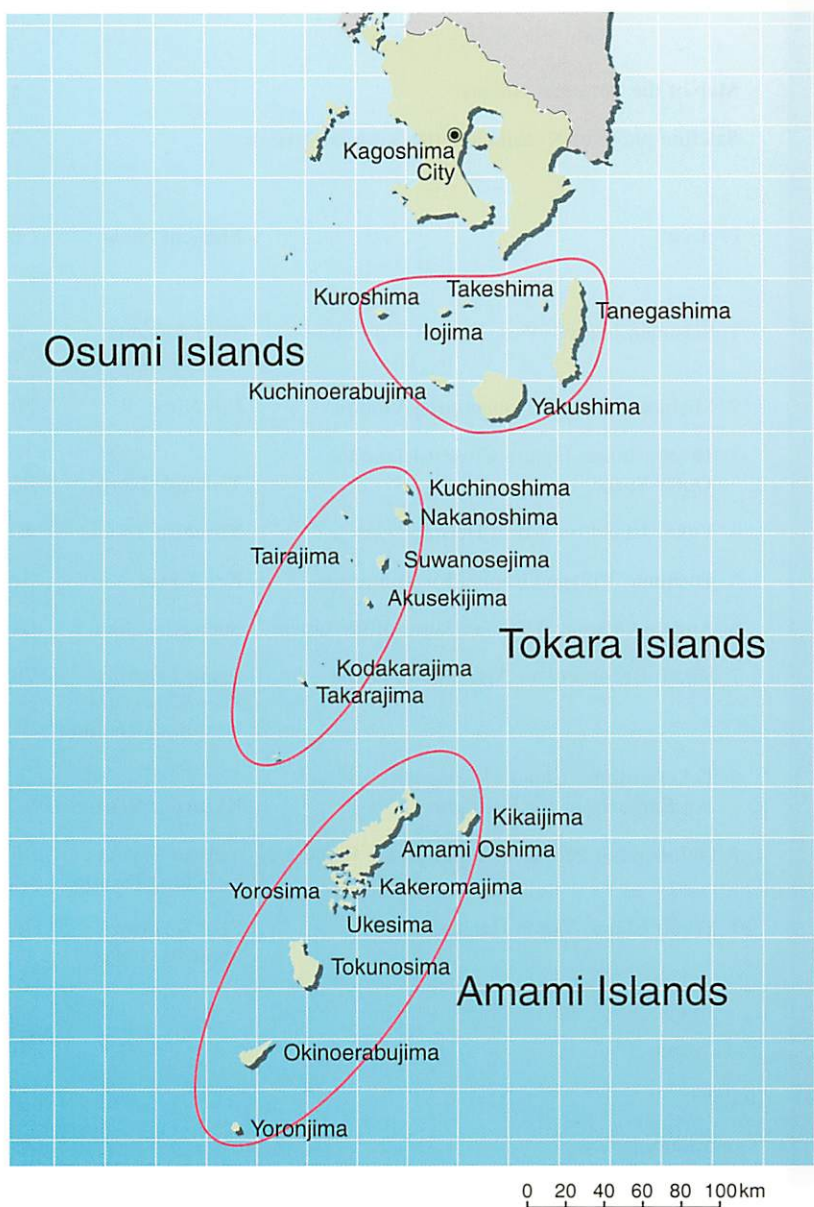 Kagoshima
City
Kuroshima
Takeshima
Tanegashima
Iojima
Osumi Islands
Kuchinoerabujima
Yakushima
Kuchinoshima
Nakanoshima
Tairajima
Suwanosejima
Akusekijima
Tokara Islands
Kodakarajima
Takarajima
Kikaijima
Amami Oshima
Yorosima
Kakeromajima
Ukesima
Tokunosima
Amami Islands
Okinoerabujima
Yoronjima
0 20 40 60 80 100km